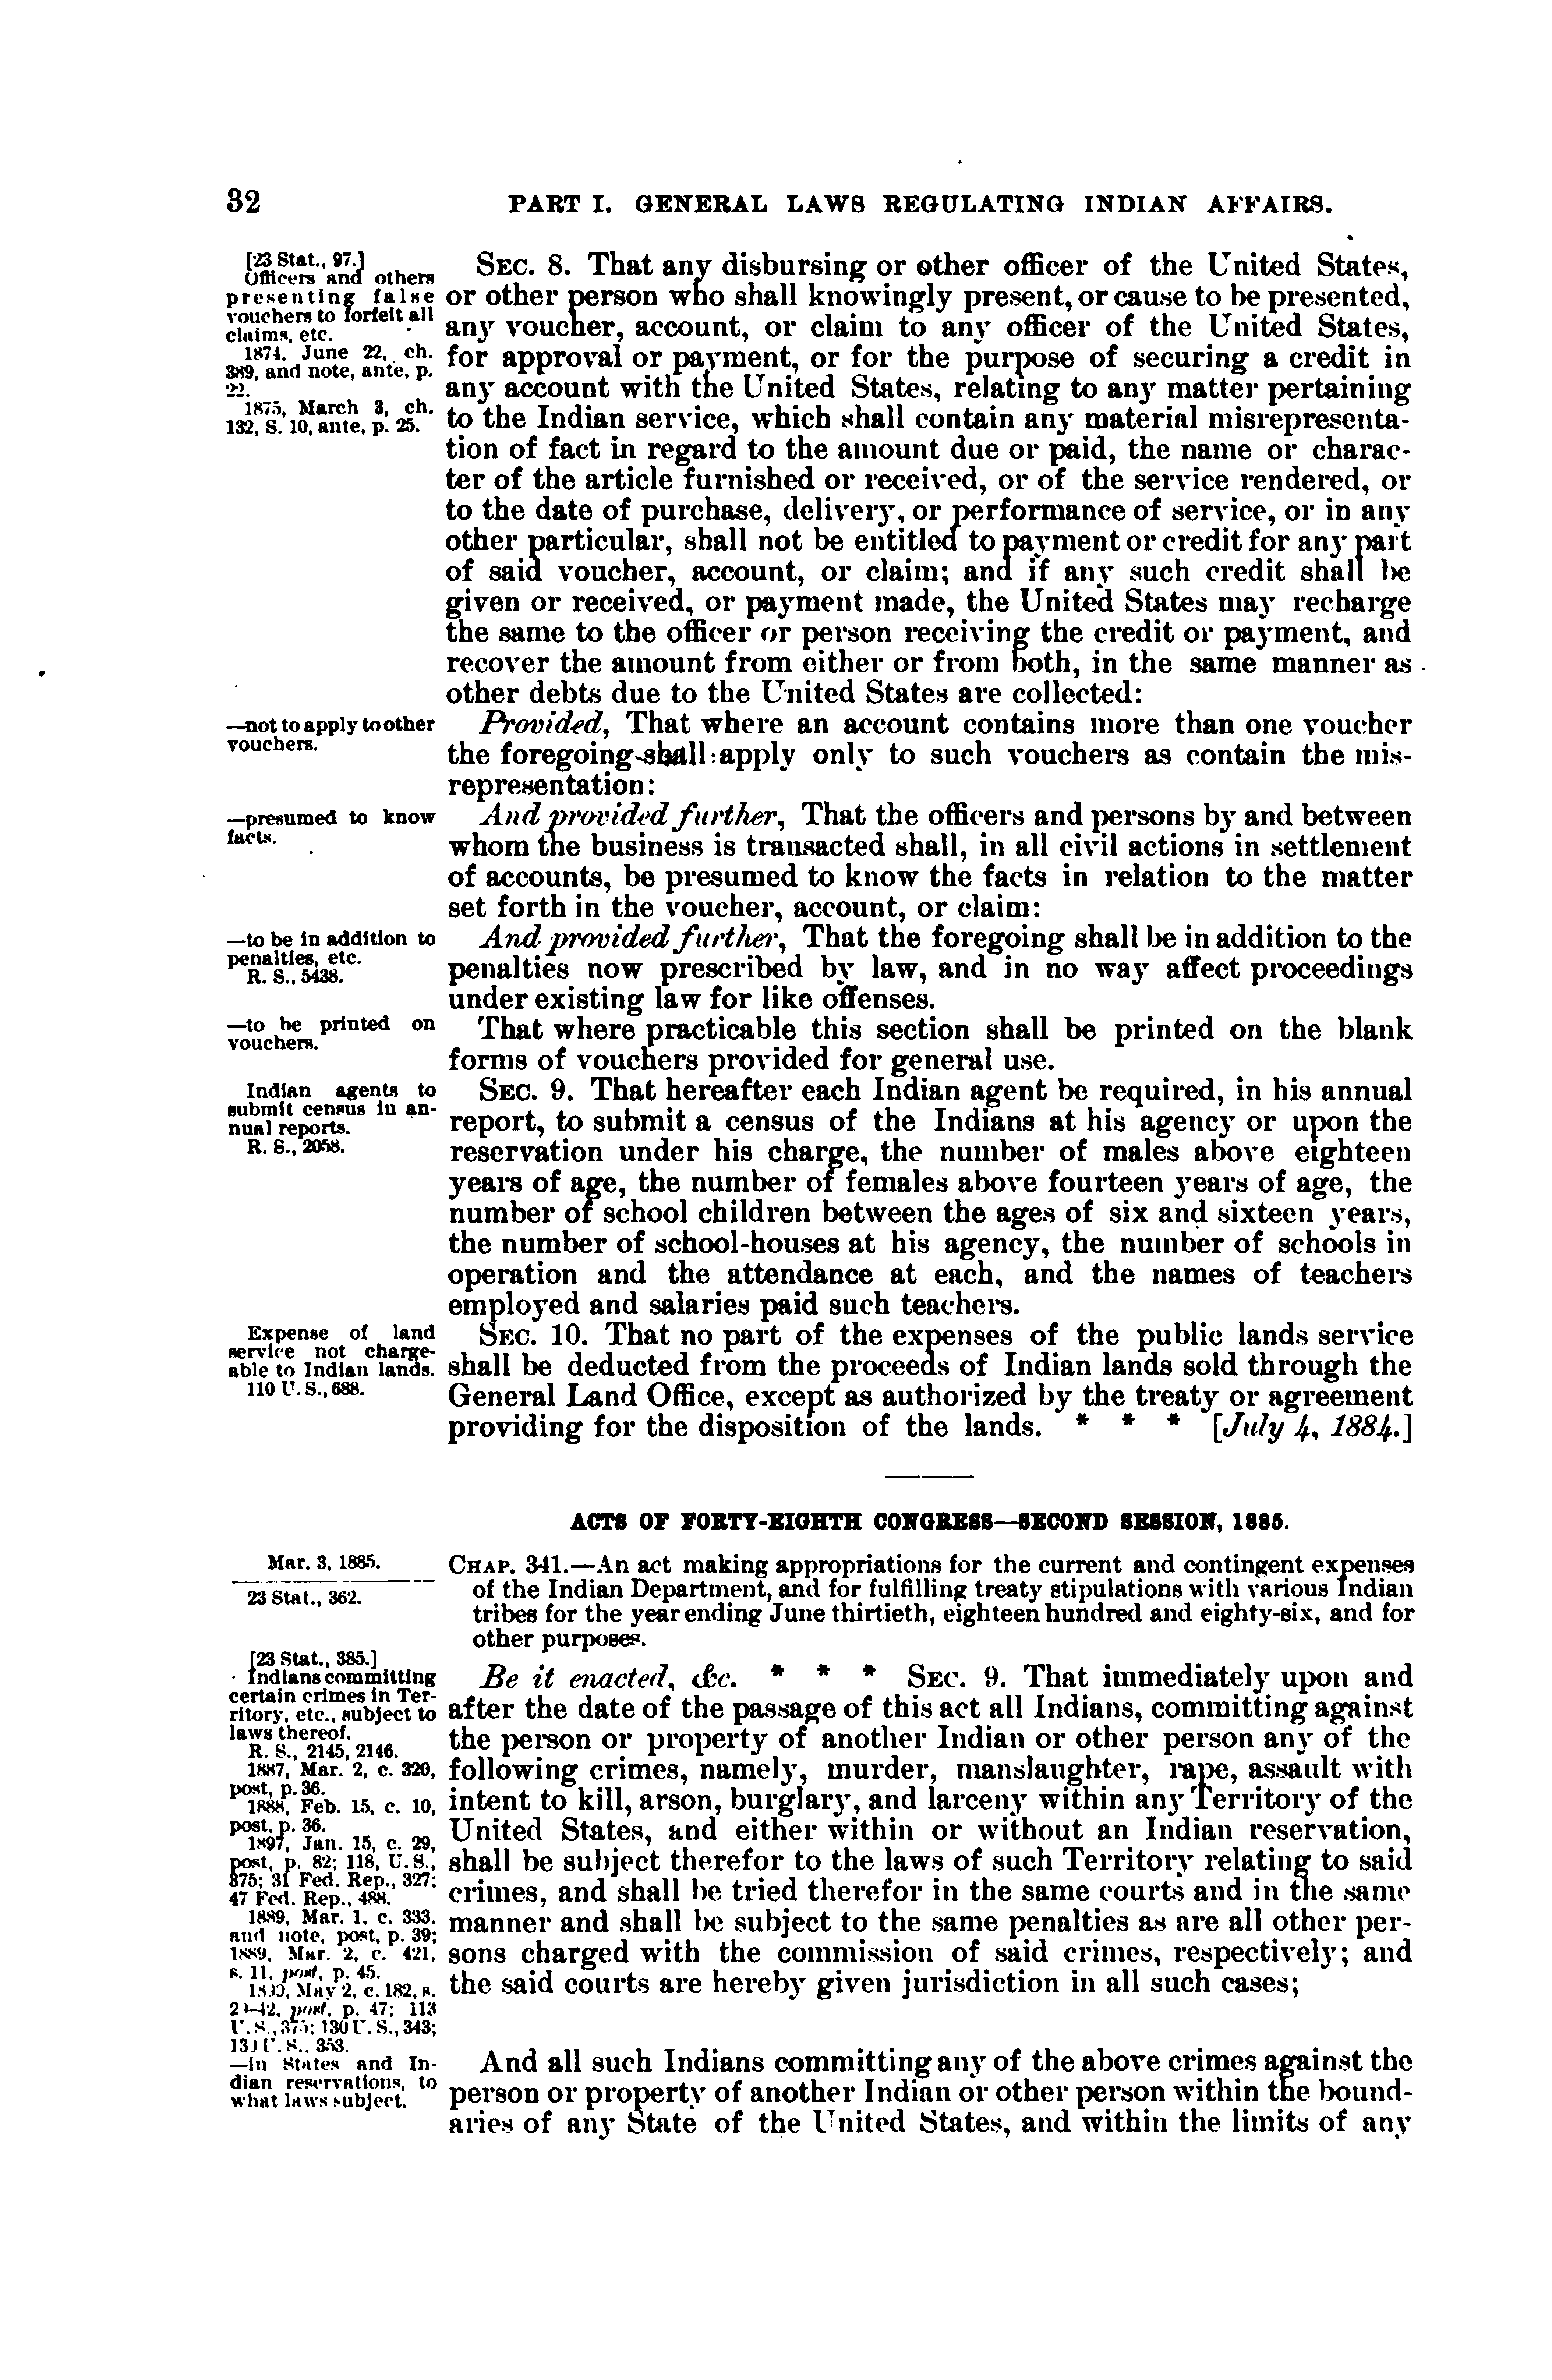 32
PART I. GENERAL LAWS REGULATING INDIAN AFFAIRS.
[23 Stat., 97.]
Officers and others
presenting false
vouchers to forfeit all
claims, etc.
1874, June 22, ch.
389, and note, ante, p.
22.
1875, March 3, ch.
132, S. 10, ante, p. 25.
SEC. 8. That any disbursing or other officer of the United States,
or other person who shall knowingly present, or cause to be presented,
any voucher, account, or claim to any officer of the United States,
for approval or payment, or for the purpose of securing a credit in
any account with the United States, relating to any matter pertaining
to the Indian service, which shall contain any material misrepresenta-
tion of fact in regard to the amount due or paid, the name or charac-
ter of the article furnished or received, or of the service rendered, or
to the date of purchase, delivery, or performance of service, or in any
other particular, shall not be entitled to payment or credit for any part
of said voucher, account, or claim; and if any such credit shall be
given or received, or payment made, the United States may recharge
the same to the officer or person receiving the credit or payment, and
recover the amount from either or from both, in the same manner as
other debts due to the United States are collected:
—not to apply to other
vouchers.
Provided, That where an account contains more than one voucher
the foregoing shall apply only to such vouchers as contain the mis-
representation:
—presumed to know
facts.
And provided further, That the officers and persons by and between
whom the business is transacted shall, in all civil actions in settlement
of accounts, be presumed to know the facts in relation to the matter
set forth in the voucher, account, or claim:
—to be in addition to
penalties, etc.
R. S., 5438.
And provided further, That the foregoing shall be in addition to the
penalties now prescribed by law, and in no way affect proceedings
under existing law for like offenses.
—to be printed on
vouchers.
That where practicable this section shall be printed on the blank
forms of vouchers provided for general use.
Indian agents to
submit census in an-
nual reports.
R. S., 2058.
SEC. 9. That hereafter each Indian agent be required, in his annual
report, to submit a census of the Indians at his agency or upon the
reservation under his charge, the number of males above eighteen
years of age, the number of females above fourteen years of age, the
number of school children between the ages of six and sixteen years,
the number of school-houses at his agency, the number of schools in
operation and the attendance at each, and the names of teachers
employed and salaries paid such teachers.
Expense of land
service not charge-
able to Indian lands.
110 U. S., 688.
SEC. 10. That no part of the expenses of the public lands service
shall be deducted from the proceeds of Indian lands sold through the
General Land Office, except as authorized by the treaty or agreement
providing for the disposition of the lands. * * * [July 4, 1884.]
ACTS OF FORTY-EIGHTH CONGRESS—SECOND SESSION, 1885.
Mar. 3, 1885.
23 Stat., 362.
CHAP. 341.—An act making appropriations for the current and contingent expenses
of the Indian Department, and for fulfilling treaty stipulations with various Indian
tribes for the year ending June thirtieth, eighteen hundred and eighty-six, and for
other purposes.
[23 Stat., 385.]
Indians committing
certain crimes in Ter-
ritory, etc., subject to
laws thereof.
R. S., 2145, 2146.
1887, Mar. 2, c. 320,
post, p. 36.
1888, Feb. 15, c. 10,
post, p. 36.
1897, Jan. 15, c. 29,
post, p. 82; 118, U. S.,
375; 31 Fed. Rep., 327;
47 Fed. Rep., 488.
1889, Mar. 1, c. 333.
and note, post, p. 39;
1889, Mar. 2, c. 421,
s. 11, post, p. 45.
1890, May 2, c. 182, s.
29-42, post, p. 47; 113
U. S., 375; 130 U. S., 343;
U. S., 353.
Be it enacted, &c. * * * SEC. 9. That immediately upon and
after the date of the passage of this act all Indians, committing against
the person or property of another Indian or other person any of the
following crimes, namely, murder, manslaughter, rape, assault with
intent to kill, arson, burglary, and larceny within any Territory of the
United States, and either within or without an Indian reservation,
shall be subject therefor to the laws of such Territory relating to said
crimes, and shall be tried therefor in the same courts and in the same
manner and shall be subject to the same penalties as are all other per-
sons charged with the commission of said crimes, respectively; and
the said courts are hereby given jurisdiction in all such cases;
—in States and In-
dian reservations, to
what laws subject.
And all such Indians committing any of the above crimes against the
person or property of another Indian or other person within the bound-
aries of any State of the United States, and within the limits of any